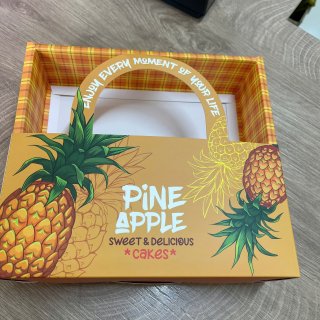 ENJOY EVERY MOMENT OF YOUR LIFE
PiNE
APPLE
SWEET & DELICIOUS
*CAKES*